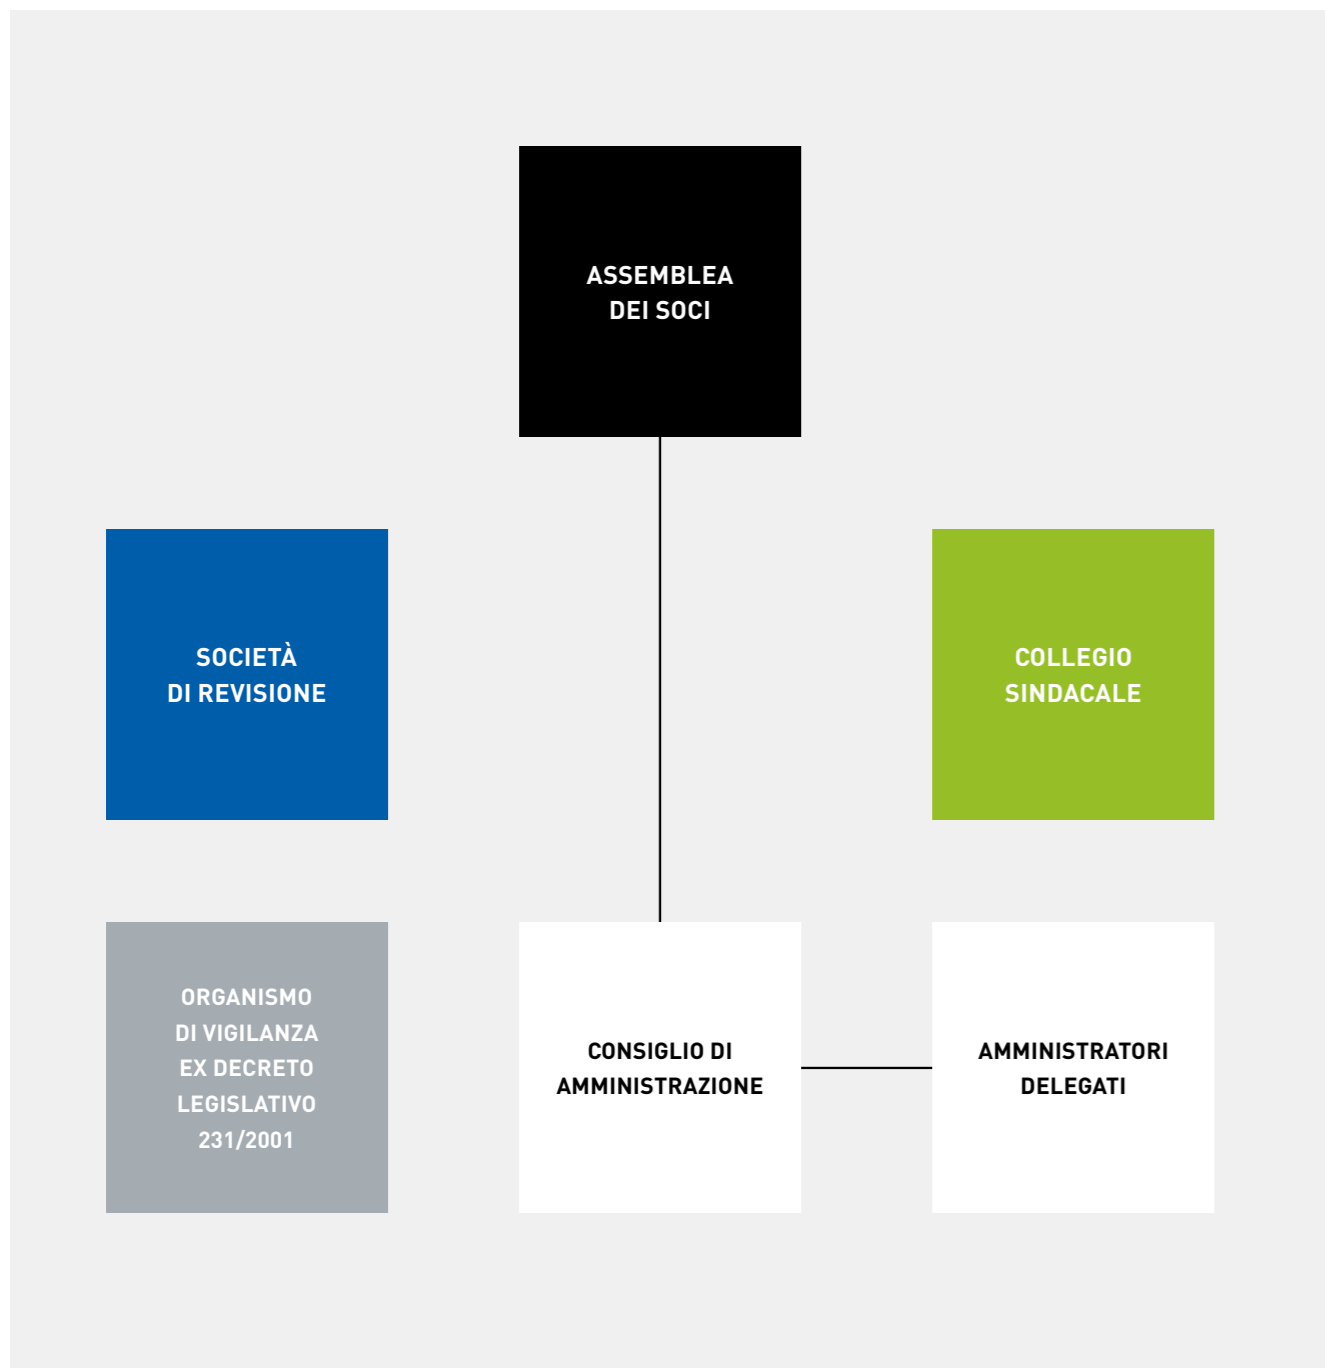 ASSEMBLEA
DEI SOCI
SOCIETÀ
DI REVISIONE
COLLEGIO
SINDACALE
ORGANISMO
DI VIGILANZA
EX DECRETO
LEGISLATIVO
231/2001
CONSIGLIO DI
AMMINISTRAZIONE
AMMINISTRATORI
DELEGATI